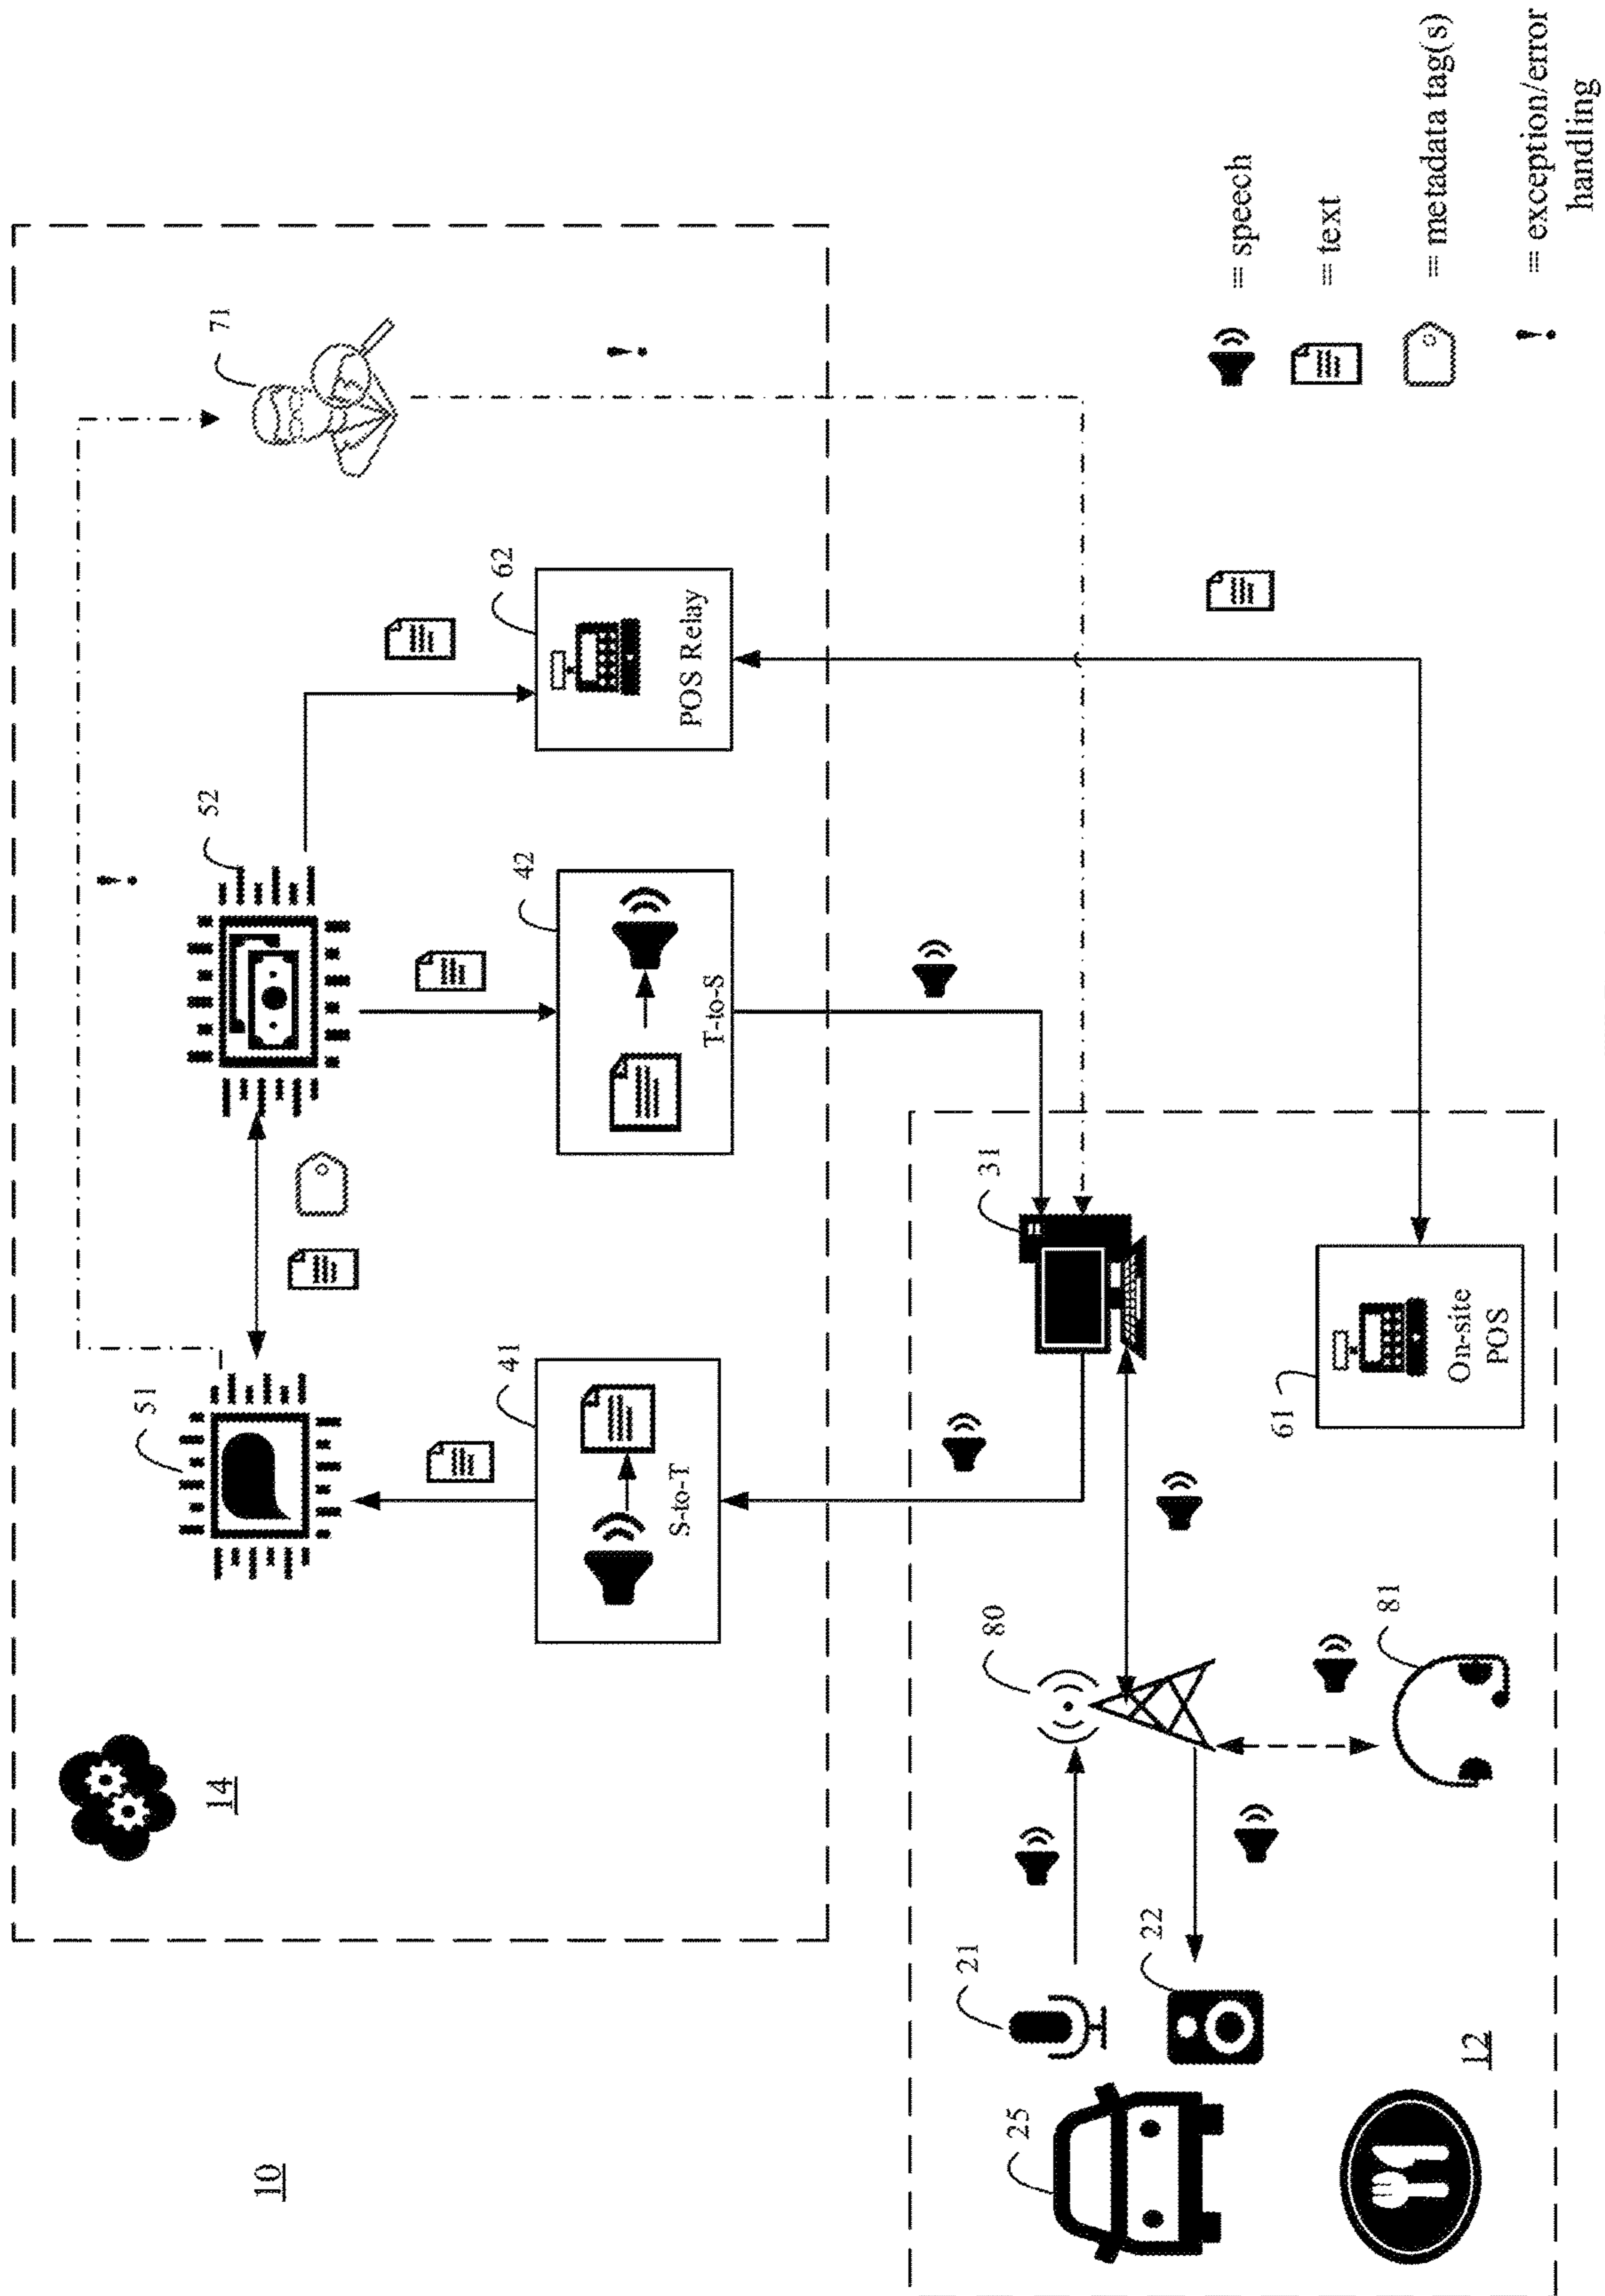 10
14
51
52
71
41
S-to-T
42
T-to-S
62
POS Relay
!
!
12
25
21
22
80
81
31
61
On-site
POS
= speech
= text
= metadata tag(s)
! = exception/error
handling